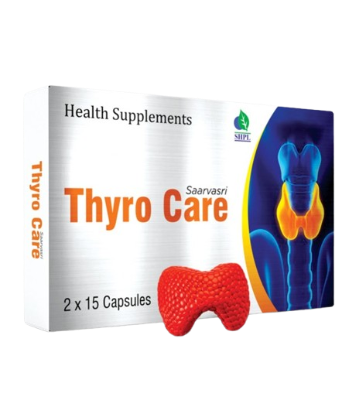 Health Supplements
SHPL
Saarvasri
Thyro Care
2 x 15 Capsules
Thyro Care
Saarvasri